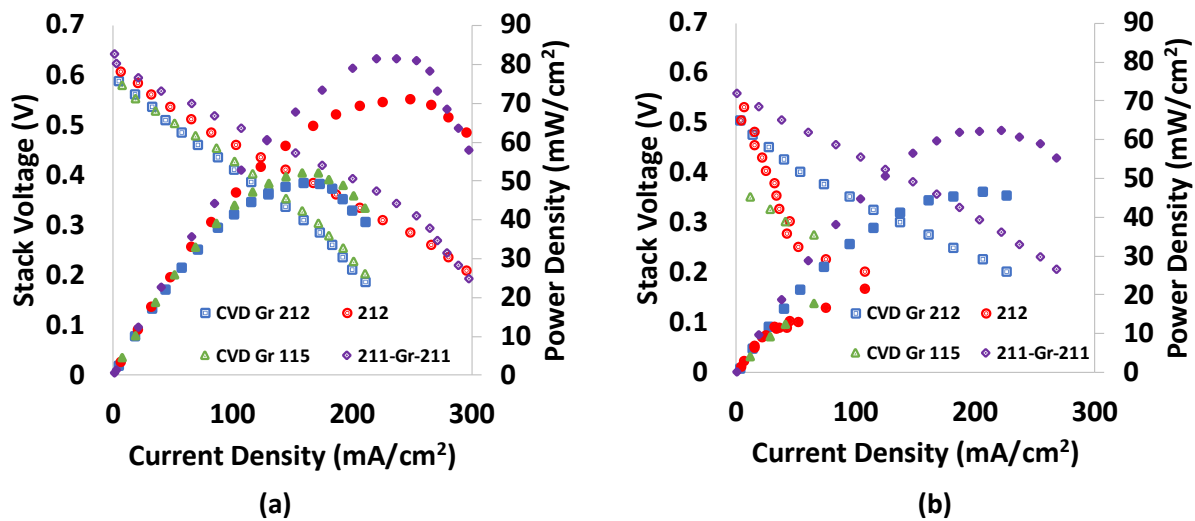 0.7
0.6
0.5
0.4
0.3
0.2
0.1
0
Stack Voltage (V)
90
80
70
60
50
40
30
20
10
0
Power Density (mW/cm²)
CVD Gr 212
212
CVD Gr 115
211-Gr-211
0 100 200 300
Current Density (mA/cm²)
(a)
0.7
0.6
0.5
0.4
0.3
0.2
0.1
0
Stack Voltage (V)
90
80
70
60
50
40
30
20
10
0
Power Density (mW/cm²)
CVD Gr 212
212
CVD Gr 115
211-Gr-211
0 100 200 300
Current Density (mA/cm²)
(b)